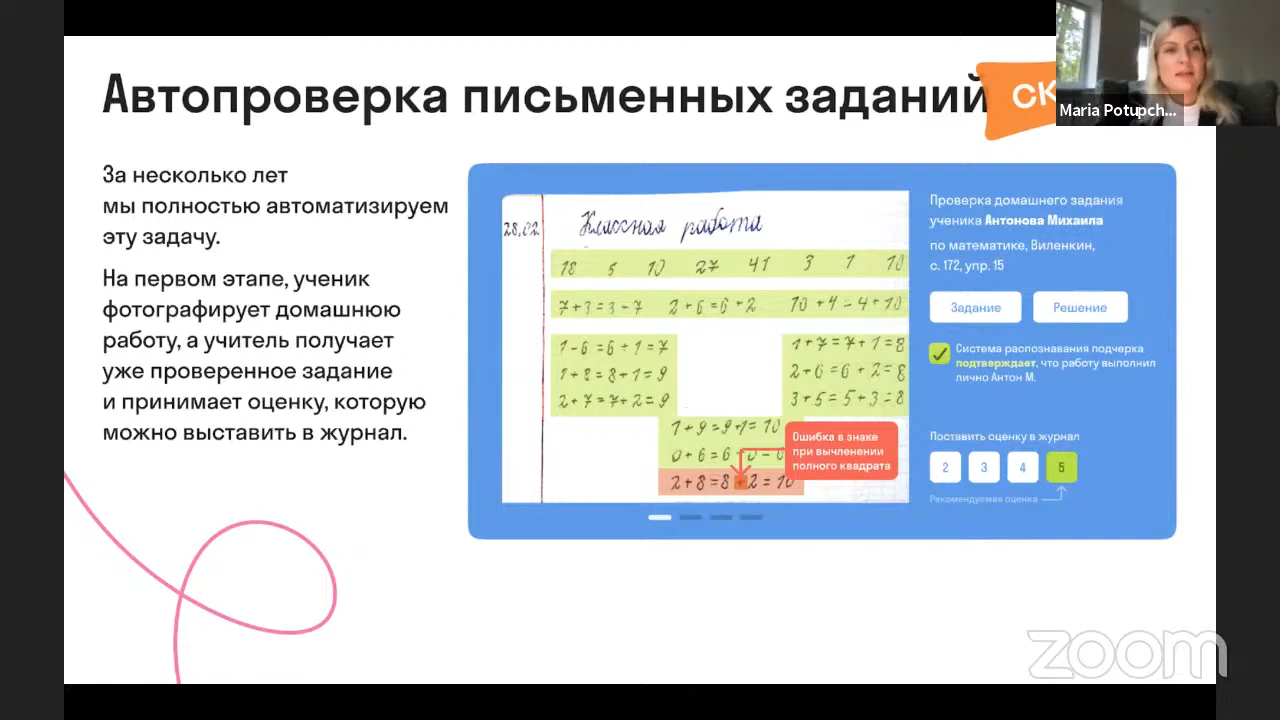 Автопроверка письменных заданий
СК
Maria Potupch...
За несколько лет
мы полностью автоматизируем
эту задачу.
На первом этапе, ученик
фотографирует домашнюю
работу, а учитель получает
уже проверенное задание
и принимает оценку, которую
можно выставить в журнал.
28.02.
Классная работа
18 5 10 27 41 3 1 10
7+3=3+7 2+6=6+2 10+4=4+10
1-6=6+1=7
1+8=8+1=9
2+7=7+2=9
1+7=7+1=8
2+6=6+2=8
3+5=5+3=8
1+9=9+1=10
0+6=6+0
2+8=8+2=10
Ошибка в знаке
при вычленении
полного квадрата
Проверка домашнего задания
ученика Антонова Михаила
по математике, Виленкин,
с. 172, упр. 15
Задание Решение
Система распознавания подчерка
подтверждает, что работу выполнил
лично Антон М.
Поставить оценку в журнал
2 3 4 5
Рекомендуемая оценка
zoom